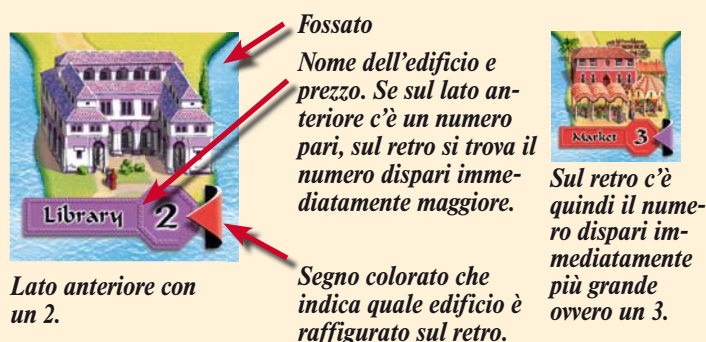 Library 2
Lato anteriore con
un 2.
Fossato
Nome dell'edificio e
prezzo. Se sul lato an-
teriore c'è un numero
pari, sul retro si trova il
numero dispari imme-
diatamente maggiore.
Segno colorato che
indica quale edificio è
raffigurato sul retro.
Market 3
Sul retro c'è
quindi il nume-
ro dispari im-
mediatamente
più grande
ovvero un 3.